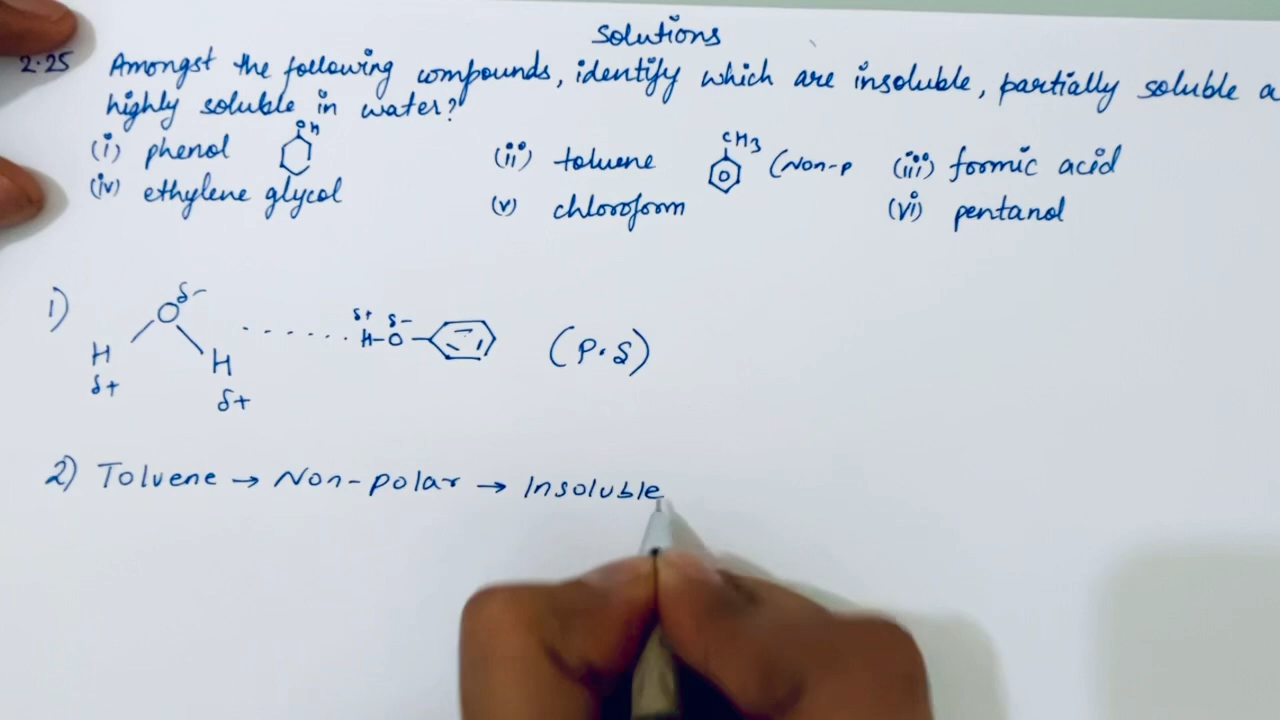 Solutions
2.25 Amongst the following compounds, identify which are insoluble, partially soluble a
highly soluble in water?
(i) phenol OH (ii) toluene CH3 (Non-p (iii) formic acid
(iv) ethylene glycol (v) chloroform (vi) pentanol
1) H δ+ O δ- H δ+ ...... δ+ δ- H-O- (P.S)
2) Toluene → Non-polar → Insoluble